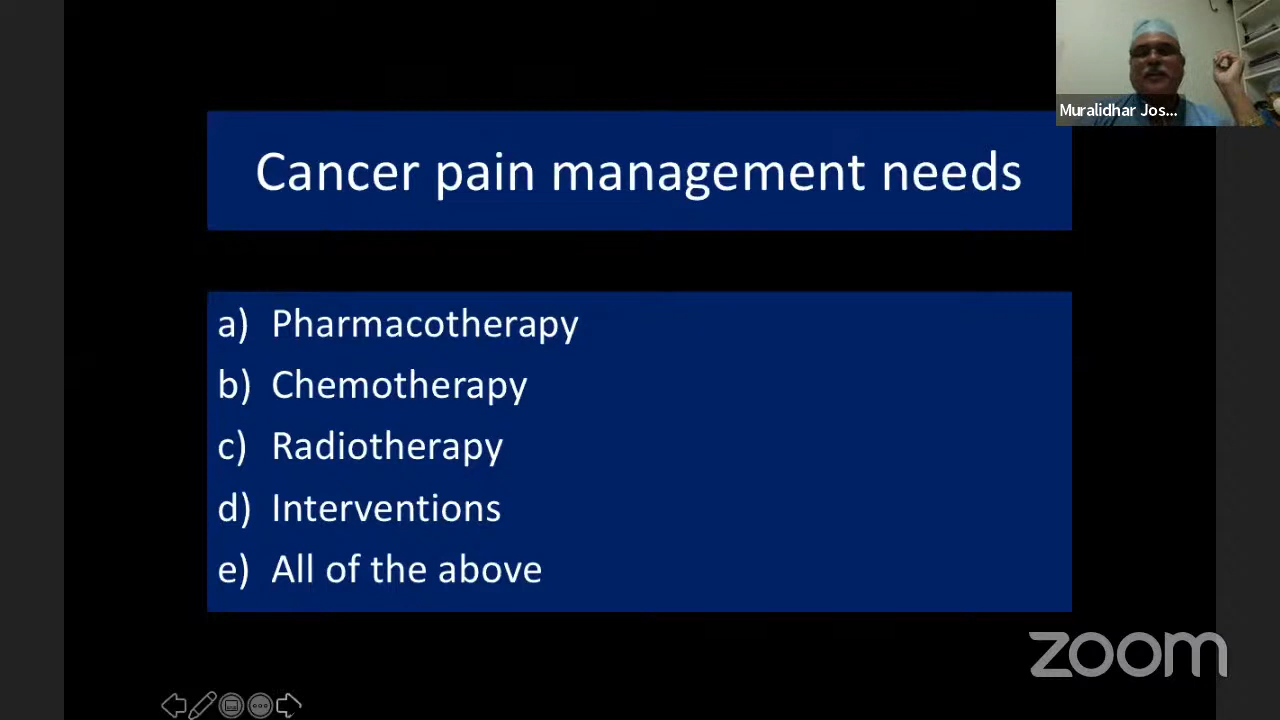 Muralidhar Jos...
Cancer pain management needs
a) Pharmacotherapy
b) Chemotherapy
c) Radiotherapy
d) Interventions
e) All of the above
zoom